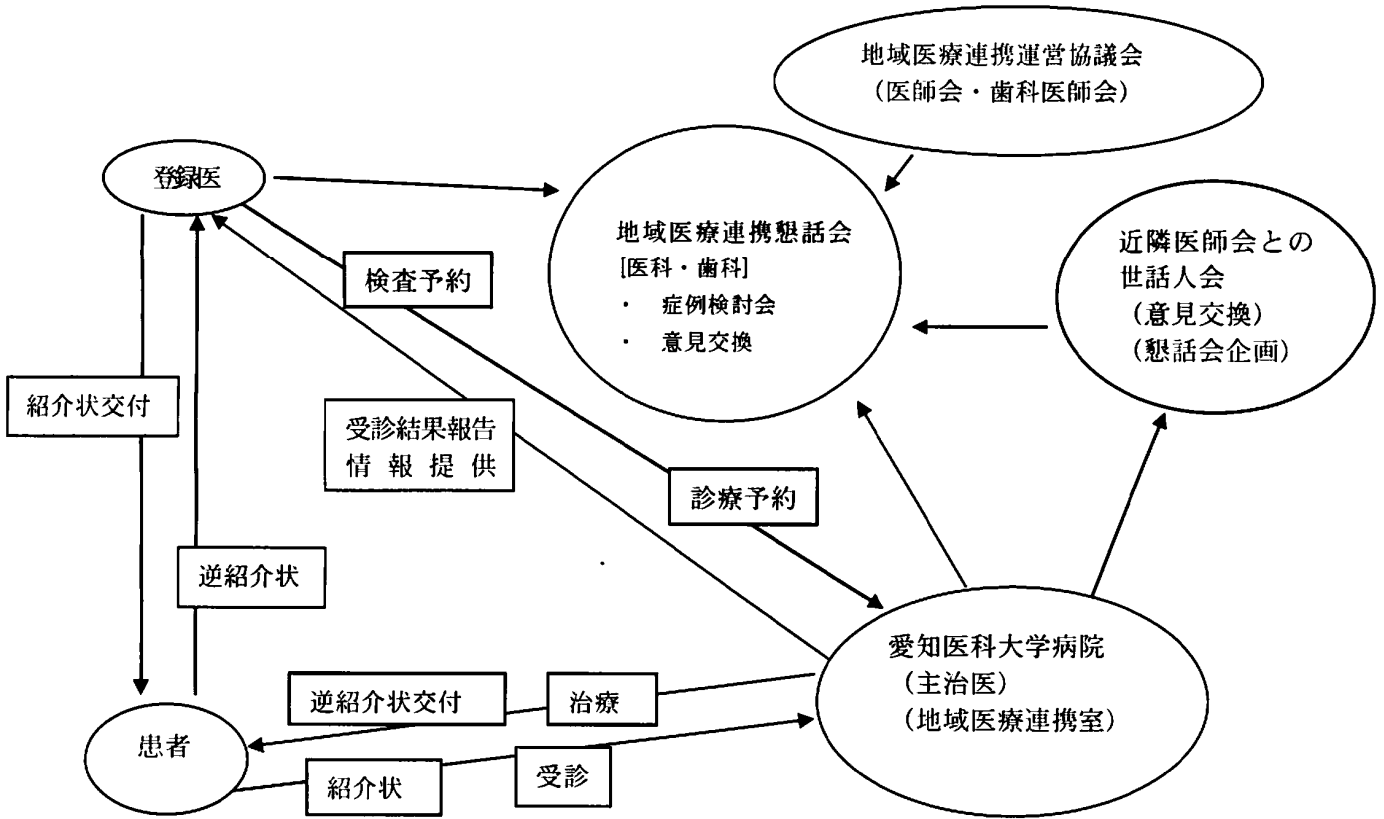 地域医療連携運営協議会
（医師会・歯科医師会）
登録医
地域医療連携懇話会
[医科・歯科]
・ 症例検討会
・ 意見交換
近隣医師会との
世話人会
（意見交換）
（懇話会企画）
検査予約
紹介状交付
受診結果報告
情報提供
診療予約
逆紹介状
愛知医科大学病院
（主治医）
（地域医療連携室）
逆紹介状交付
治療
患者
紹介状
受診